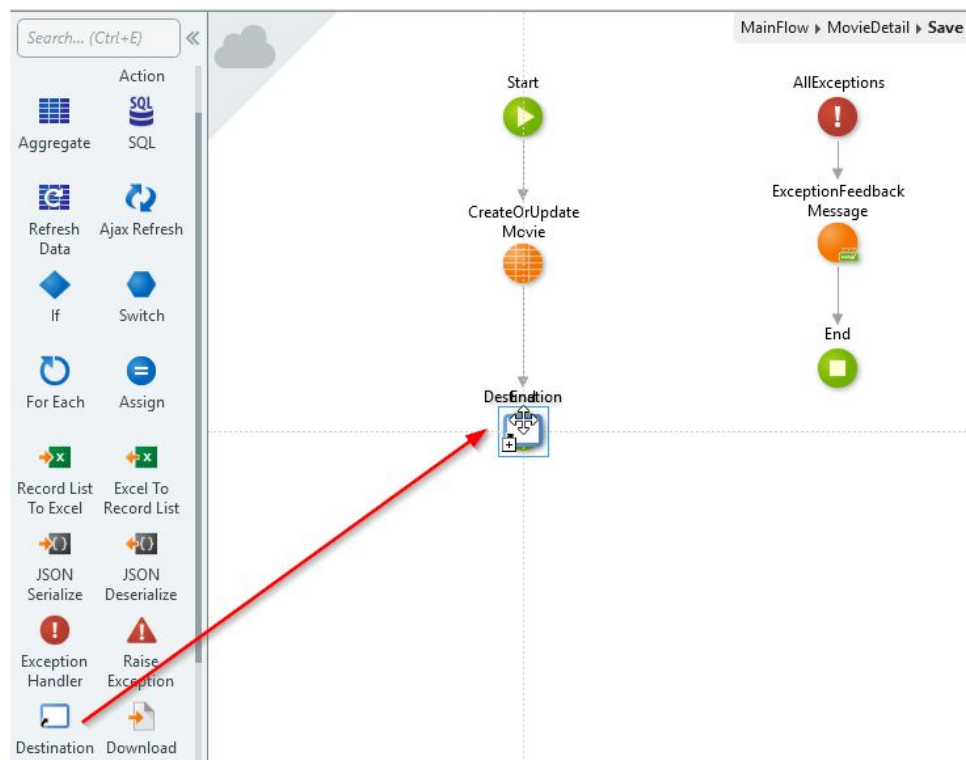 Search... (Ctrl+E)
MainFlow MovieDetail Save
Action
Aggregate SQL
Refresh Data
Ajax Refresh
If Switch
For Each Assign
Record List To Excel
Excel To Record List
JSON Serialize
JSON Deserialize
Exception Handler
Raise Exception
Destination Download
Start
CreateOrUpdate
Movie
Destination
End
AllExceptions
ExceptionFeedback
Message
End